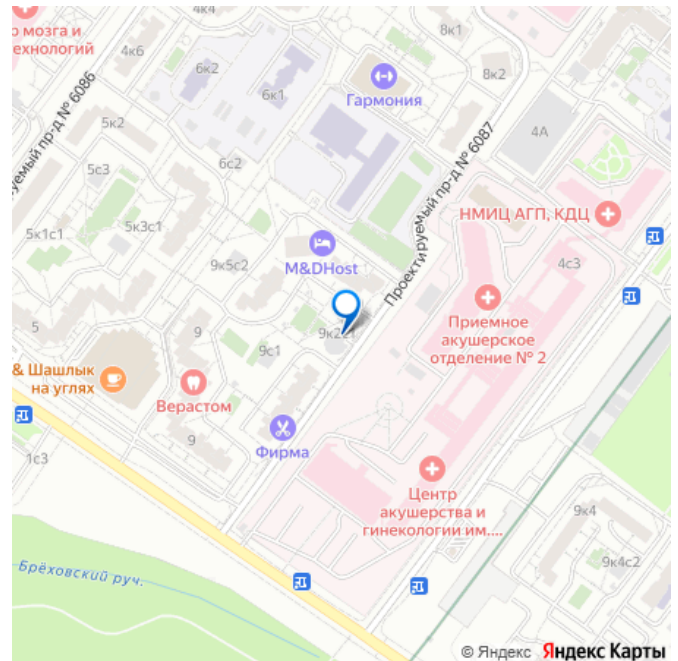 р мозга и
ехнологий
4к6
4к4
6к2
6к1
8к1
8к2
Гармония
4А
5к2
уемый пр-д № 6086
Проектируемый пр-д № 6087
5с3
6с2
НМИЦ АГП, КДЦ
5к3с1
5к1с1
9к5с2
M&DHost
4с3
Приемное
акушерское
отделение № 2
5
9
9с1
& Шашлык
на углях
Верастом
9
Фирма
1с3
Центр
акушерства и
гинекологии им....
9к4
9к4с2
Брёховский руч.
© Яндекс Яндекс Карты